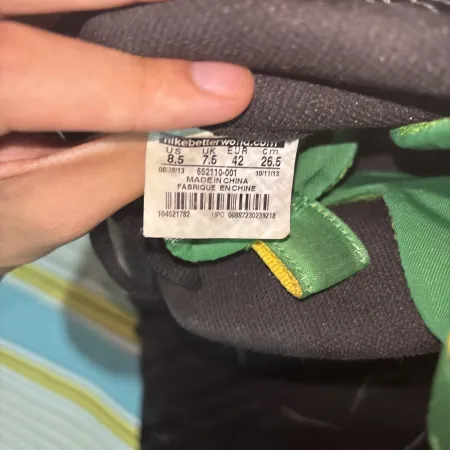 nikebetterworld.com
US UK EUR cm
8.5 7.5 42 26.5
08/28/13 652110-001 10/11/13
MADE IN CHINA
FABRIQUE EN CHINE
104521782 UPC 00887230239218